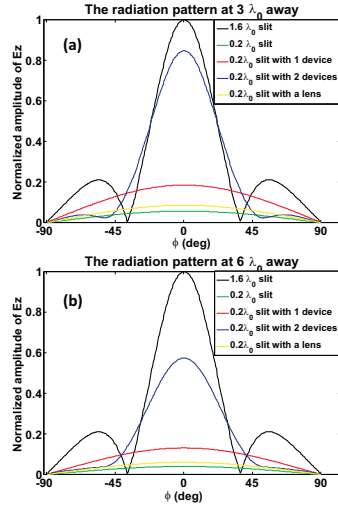 The radiation pattern at 3 λ0 away
(a)
1.6 λ0 slit
0.2 λ0 slit
0.2λ0 slit with 1 device
0.2λ0 slit with 2 devices
0.2λ0 slit with a lens
Normalized amplitude of Ez
1
0.8
0.6
0.4
0.2
0
-90
-45
0
45
90
ϕ (deg)
The radiation pattern at 6 λ0 away
(b)
1.6 λ0 slit
0.2 λ0 slit
0.2λ0 slit with 1 device
0.2λ0 slit with 2 devices
0.2λ0 slit with a lens
Normalized amplitude of Ez
1
0.8
0.6
0.4
0.2
0
-90
-45
0
45
90
ϕ (deg)